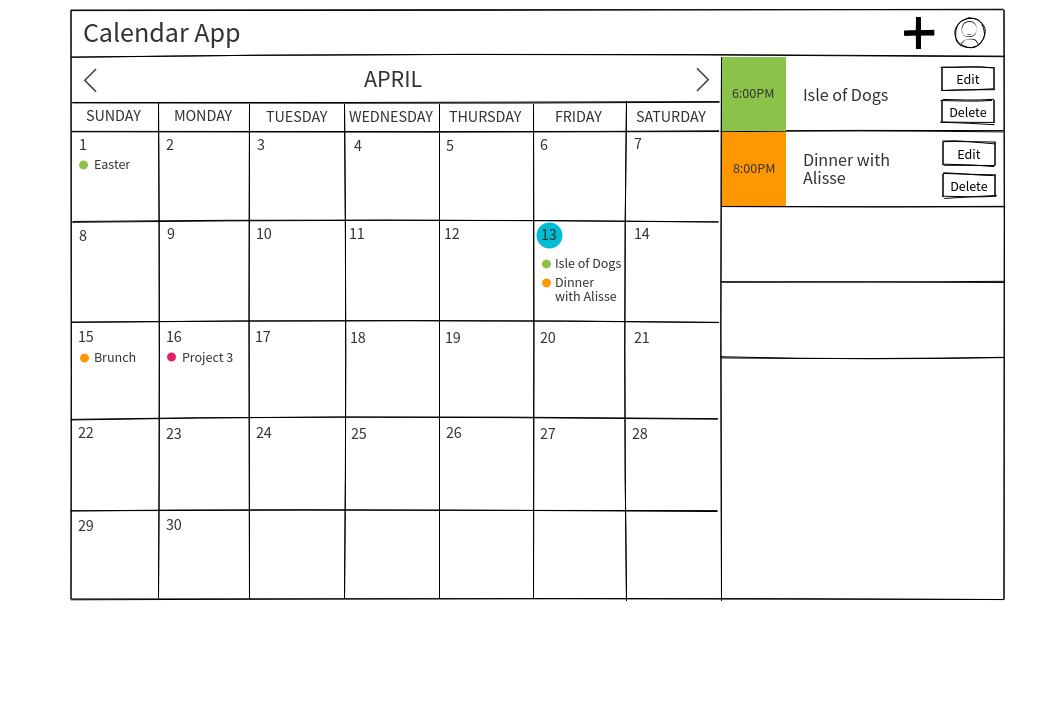 Calendar App
APRIL
SUNDAY MONDAY TUESDAY WEDNESDAY THURSDAY FRIDAY SATURDAY
1 2 3 4 5 6 7
Easter
8 9 10 11 12 13 14
Isle of Dogs
Dinner
with Alisse
15 16 17 18 19 20 21
Brunch Project 3
22 23 24 25 26 27 28
29 30
6:00PM Isle of Dogs
Edit
Delete
8:00PM Dinner with
Alisse
Edit
Delete